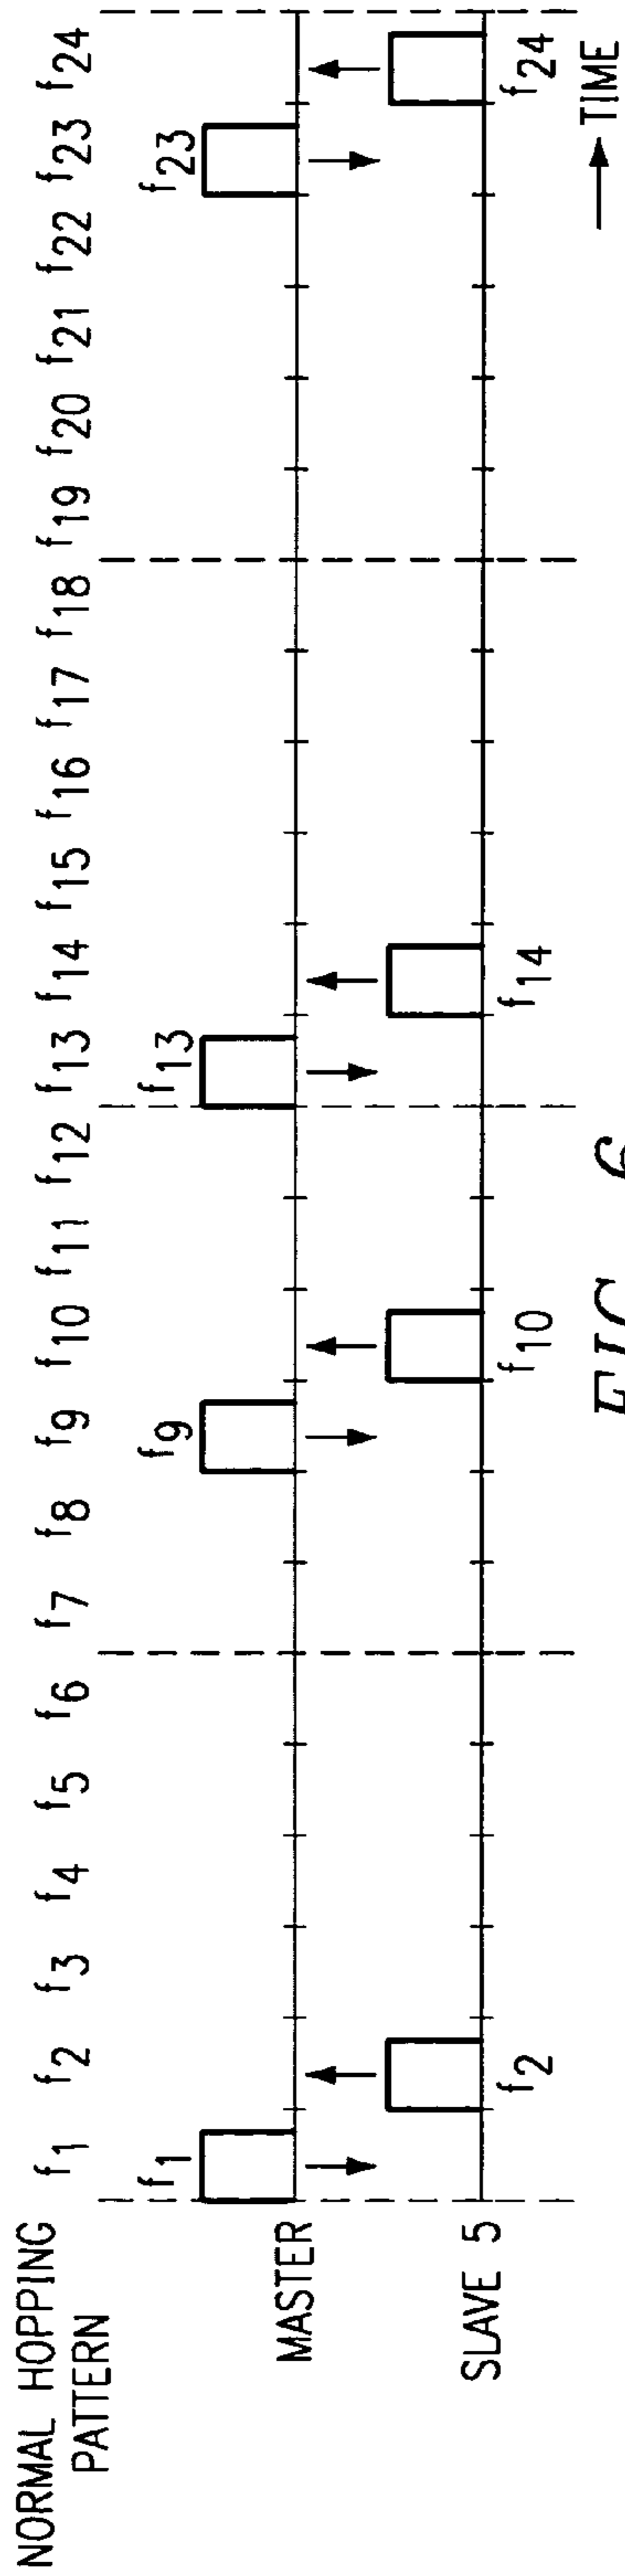 NORMAL HOPPING
PATTERN
f1 f2 f3 f4 f5 f6 f7 f8 f9 f10 f11 f12 f13 f14 f15 f16 f17 f18 f19 f20 f21 f22 f23 f24
f1 f9 f13 f23
MASTER
SLAVE 5
f2 f10 f14 f24
TIME
FIG. 6